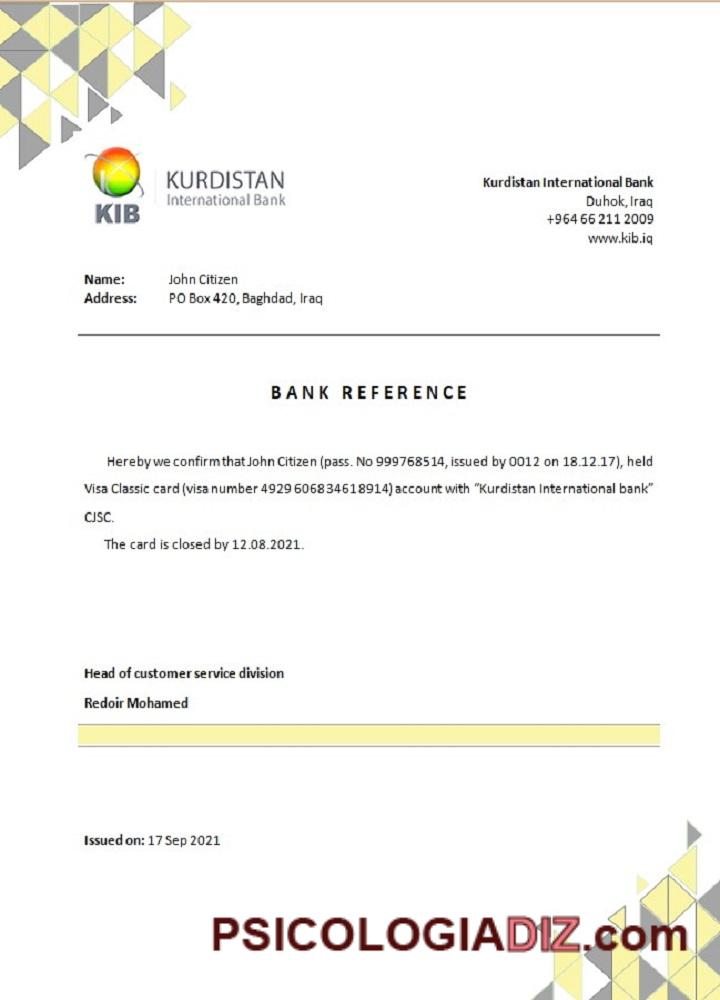 KIB
KURDISTAN
International Bank
Kurdistan International Bank
Duhok, Iraq
+964 66 211 2009
www.kib.iq
Name: John Citizen
Address: PO Box 420, Baghdad, Iraq
BANK REFERENCE
Hereby we confirm that John Citizen (pass. No 999768514, issued by 0012 on 18.12.17), held
Visa Classic card (visa number 4929 606834618914) account with “Kurdistan International bank”
CJSC.
The card is closed by 12.08.2021.
Head of customer service division
Redoir Mohamed
Issued on: 17 Sep 2021
PSICOLOGIADIZ.com